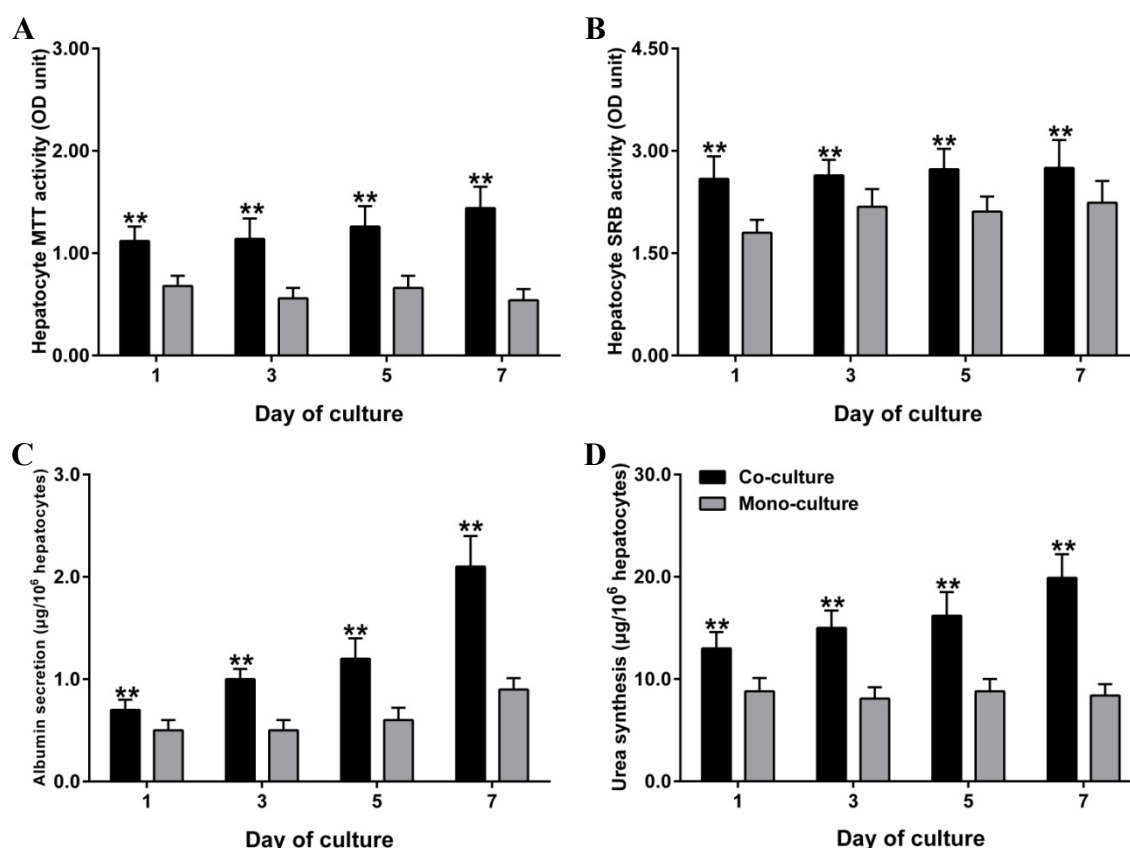 A
Hepatocyte MTT activity (OD unit)
3.00
2.00
1.00
0.00
** ** ** **
1 3 5 7
Day of culture
B
Hepatocyte SRB activity (OD unit)
4.50
3.00
1.50
0.00
** ** ** **
1 3 5 7
Day of culture
C
Albumin secretion (μg/10⁶ hepatocytes)
3.0
2.0
1.0
0.0
** ** ** **
1 3 5 7
Day of culture
D
Urea synthesis (μg/10⁶ hepatocytes)
30.0
20.0
10.0
0.0
Co-culture
Mono-culture
** ** ** **
1 3 5 7
Day of culture